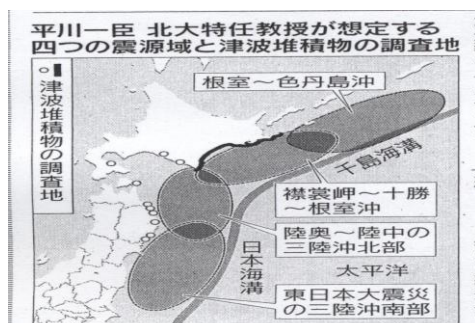 平川一臣 北大特任教授が想定する
四つの震源域と津波堆積物の調査地
○■津波堆積物の調査地
根室〜色丹島沖
千島海溝
襟裳岬〜十勝
〜根室沖
陸奥〜陸中の
三陸沖北部
日本海溝
太平洋
東日本大震災
の三陸沖南部